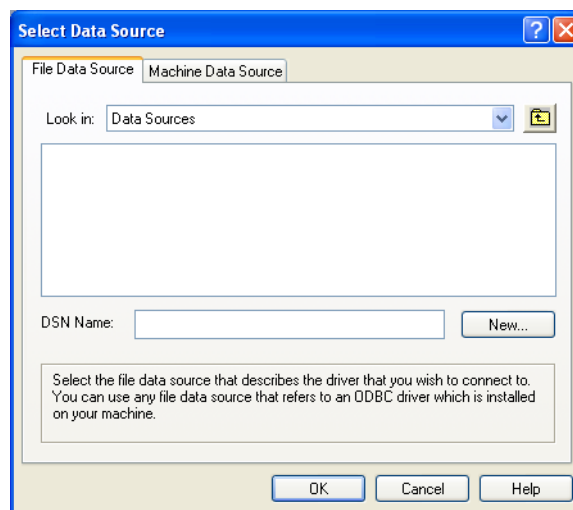 Select Data Source
File Data Source Machine Data Source
Look in: Data Sources
DSN Name: New...
Select the file data source that describes the driver that you wish to connect to.
You can use any file data source that refers to an ODBC driver which is installed
on your machine.
OK Cancel Help